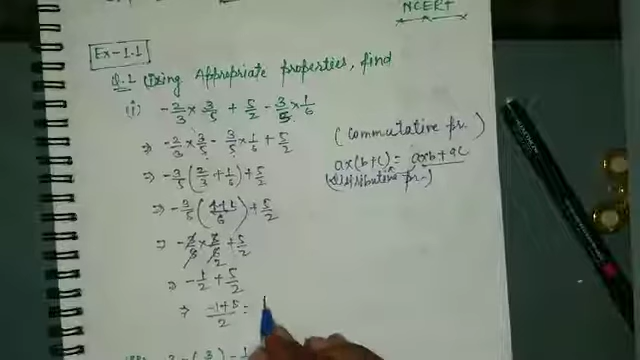 NCERT
Ex-1.1
Q.1 Using Appropriate properties, find
(i) -2/3 × 3/5 + 5/2 - 3/5 × 1/6
⇒ -2/3 × 3/5 - 3/5 × 1/6 + 5/2 (Commutative pr.)
⇒ -3/5 (2/3 + 1/6) + 5/2 a×(b+c) = a×b+ac
(Distributive pr.)
⇒ -3/5 (4+1/6) + 5/2
⇒ -3/5 × 5/6 + 5/2
2
⇒ -1/2 + 5/2
⇒ -1+5/2 =